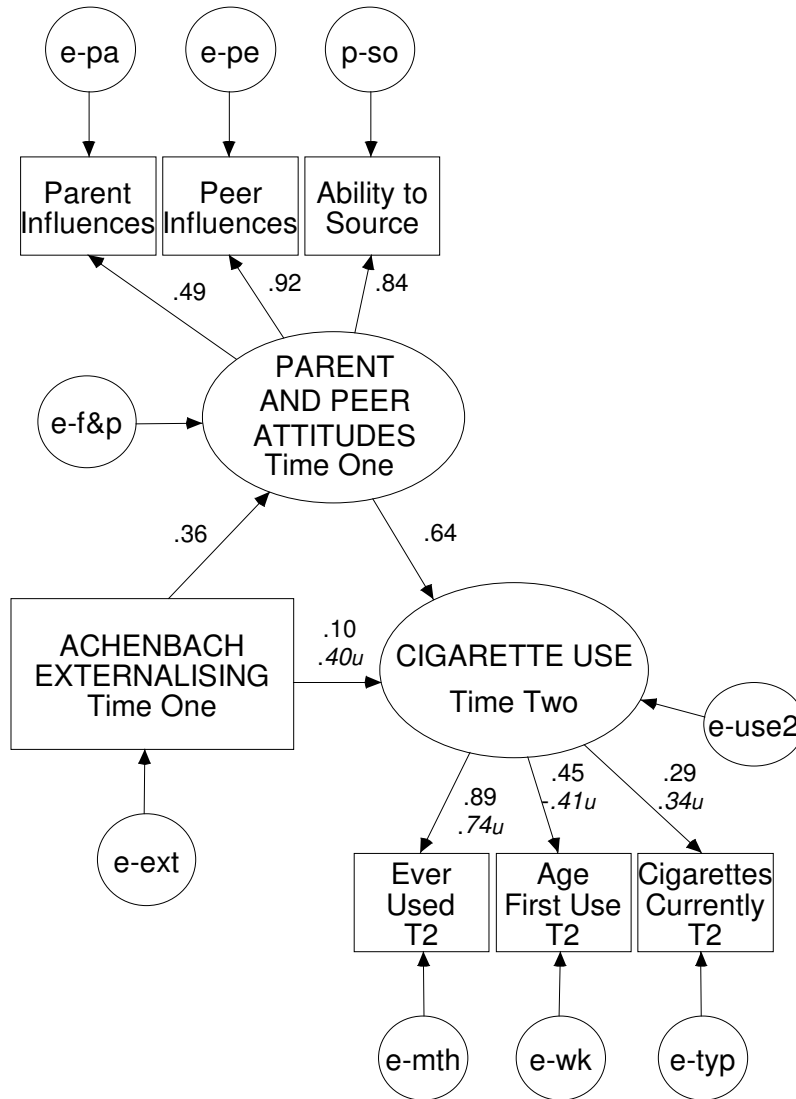 e-pa
e-pe
p-so
Parent
Influences
Peer
Influences
Ability to
Source
.49
.92
.84
PARENT
AND PEER
ATTITUDES
Time One
e-f&p
.36
.64
ACHENBACH
EXTERNALISING
Time One
.10
.40u
CIGARETTE USE
Time Two
e-use2
e-ext
.89
.74u
.45
-.41u
.29
.34u
Ever
Used
T2
Age
First Use
T2
Cigarettes
Currently
T2
e-mth
e-wk
e-typ